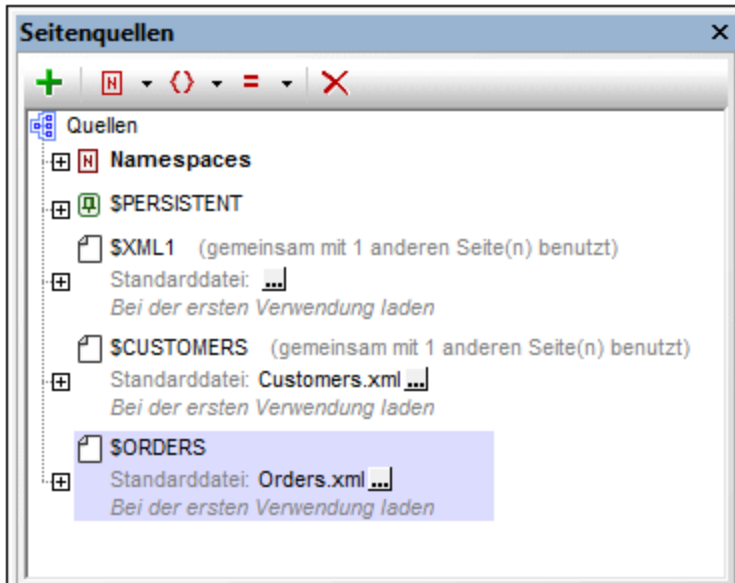 Seitenquellen
Quellen
Namespaces
$PERSISTENT
$XML1 (gemeinsam mit 1 anderen Seite(n) benutzt)
Standarddatei: ...
Bei der ersten Verwendung laden
$CUSTOMERS (gemeinsam mit 1 anderen Seite(n) benutzt)
Standarddatei: Customers.xml ...
Bei der ersten Verwendung laden
$ORDERS
Standarddatei: Orders.xml ...
Bei der ersten Verwendung laden